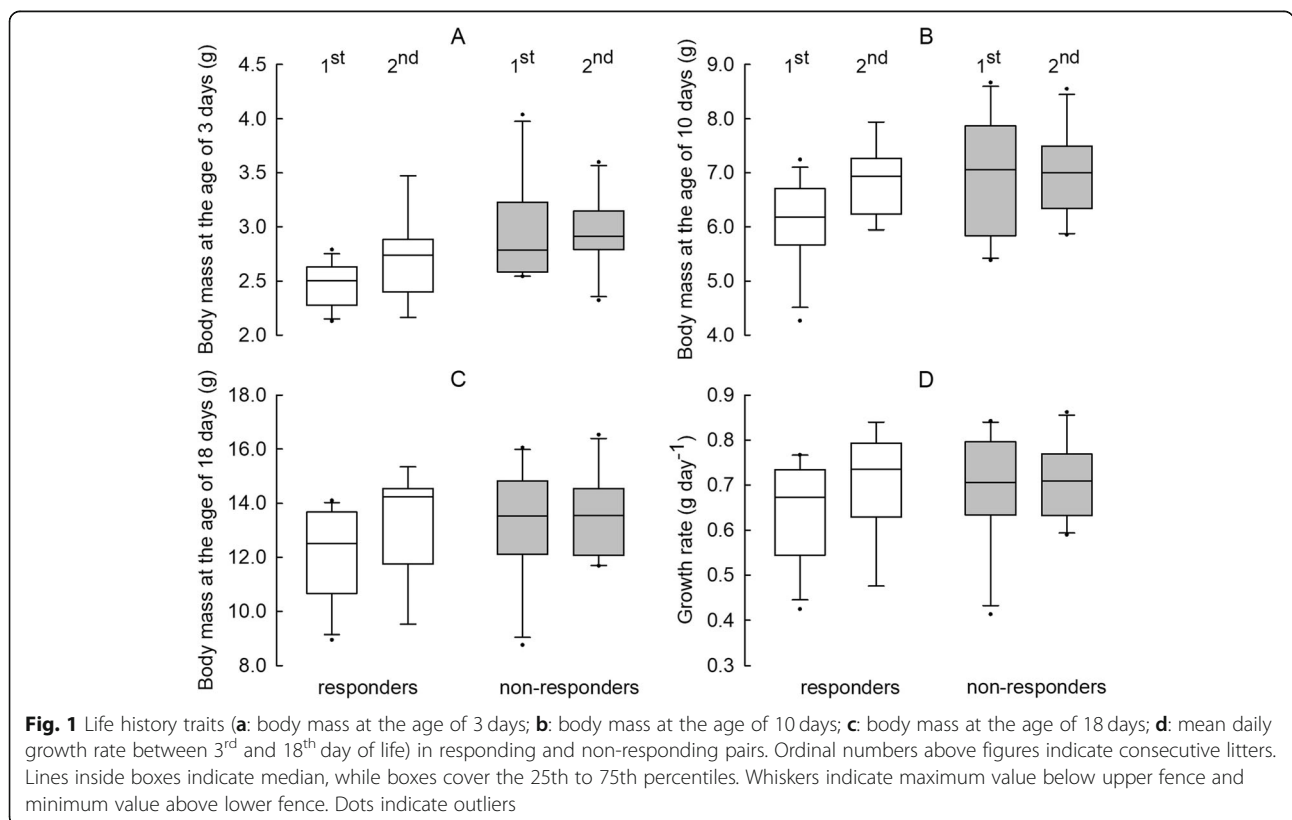 A
B
1st 2nd 1st 2nd
1st 2nd 1st 2nd
Body mass at the age of 3 days (g)
4.5
4.0
3.5
3.0
2.5
2.0
Body mass at the age of 10 days (g)
9.0
8.0
7.0
6.0
5.0
4.0
C
D
Body mass at the age of 18 days (g)
18.0
16.0
14.0
12.0
10.0
8.0
Growth rate (g day-1)
0.9
0.8
0.7
0.6
0.5
0.4
0.3
responders non-responders
responders non-responders
Fig. 1 Life history traits (a: body mass at the age of 3 days; b: body mass at the age of 10 days; c: body mass at the age of 18 days; d: mean daily
growth rate between 3rd and 18th day of life) in responding and non-responding pairs. Ordinal numbers above figures indicate consecutive litters.
Lines inside boxes indicate median, while boxes cover the 25th to 75th percentiles. Whiskers indicate maximum value below upper fence and
minimum value above lower fence. Dots indicate outliers